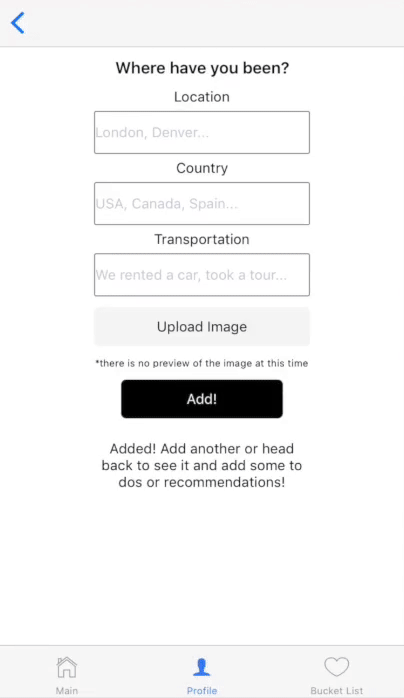 Where have you been?
Location
London, Denver...
Country
USA, Canada, Spain...
Transportation
We rented a car, took a tour...
Upload Image
*there is no preview of the image at this time
Add!
Added! Add another or head
back to see it and add some to
dos or recommendations!
Main
Profile
Bucket List